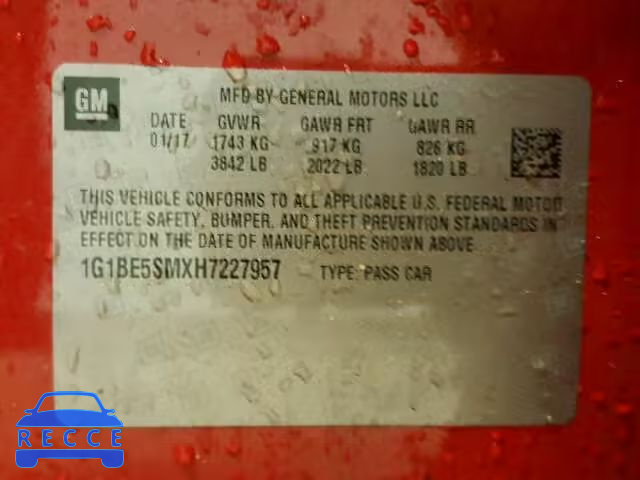 GM
MFD BY GENERAL MOTORS LLC
DATE GVWR GAWR FRT GAWR RR
01/17 1743 KG 917 KG 826 KG
3842 LB 2022 LB 1820 LB
THIS VEHICLE CONFORMS TO ALL APPLICABLE U.S. FEDERAL MOTOR
VEHICLE SAFETY, BUMPER, AND THEFT PREVENTION STANDARDS IN
EFFECT ON THE DATE OF MANUFACTURE SHOWN ABOVE.
1G1BE5SMXH7227957 TYPE: PASS CAR
RECCE